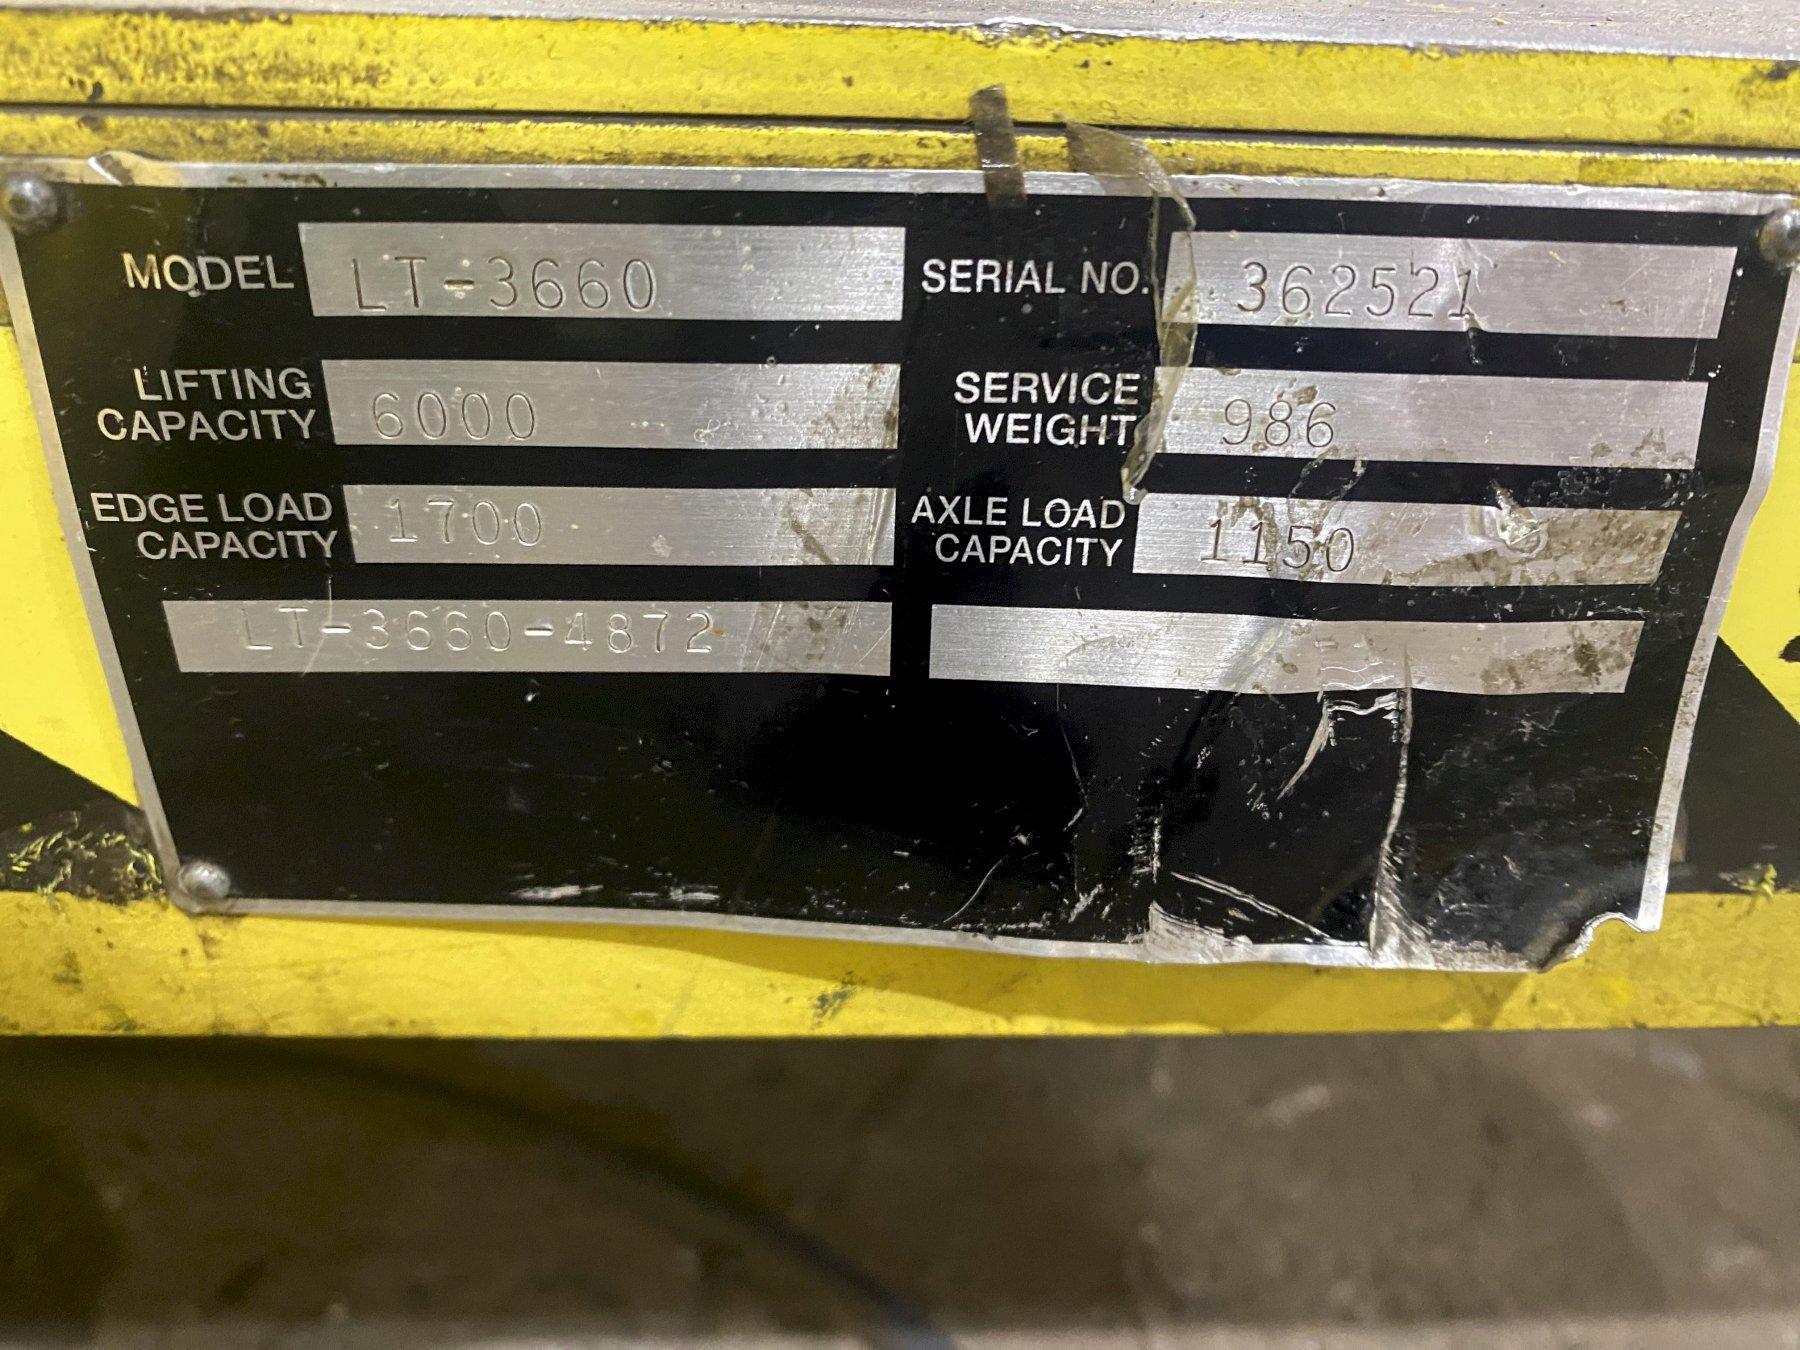 MODEL LT-3660 SERIAL NO. 362521
LIFTING CAPACITY 6000 SERVICE WEIGHT 986
EDGE LOAD CAPACITY 1700 AXLE LOAD CAPACITY 1150
LT-3660-4872